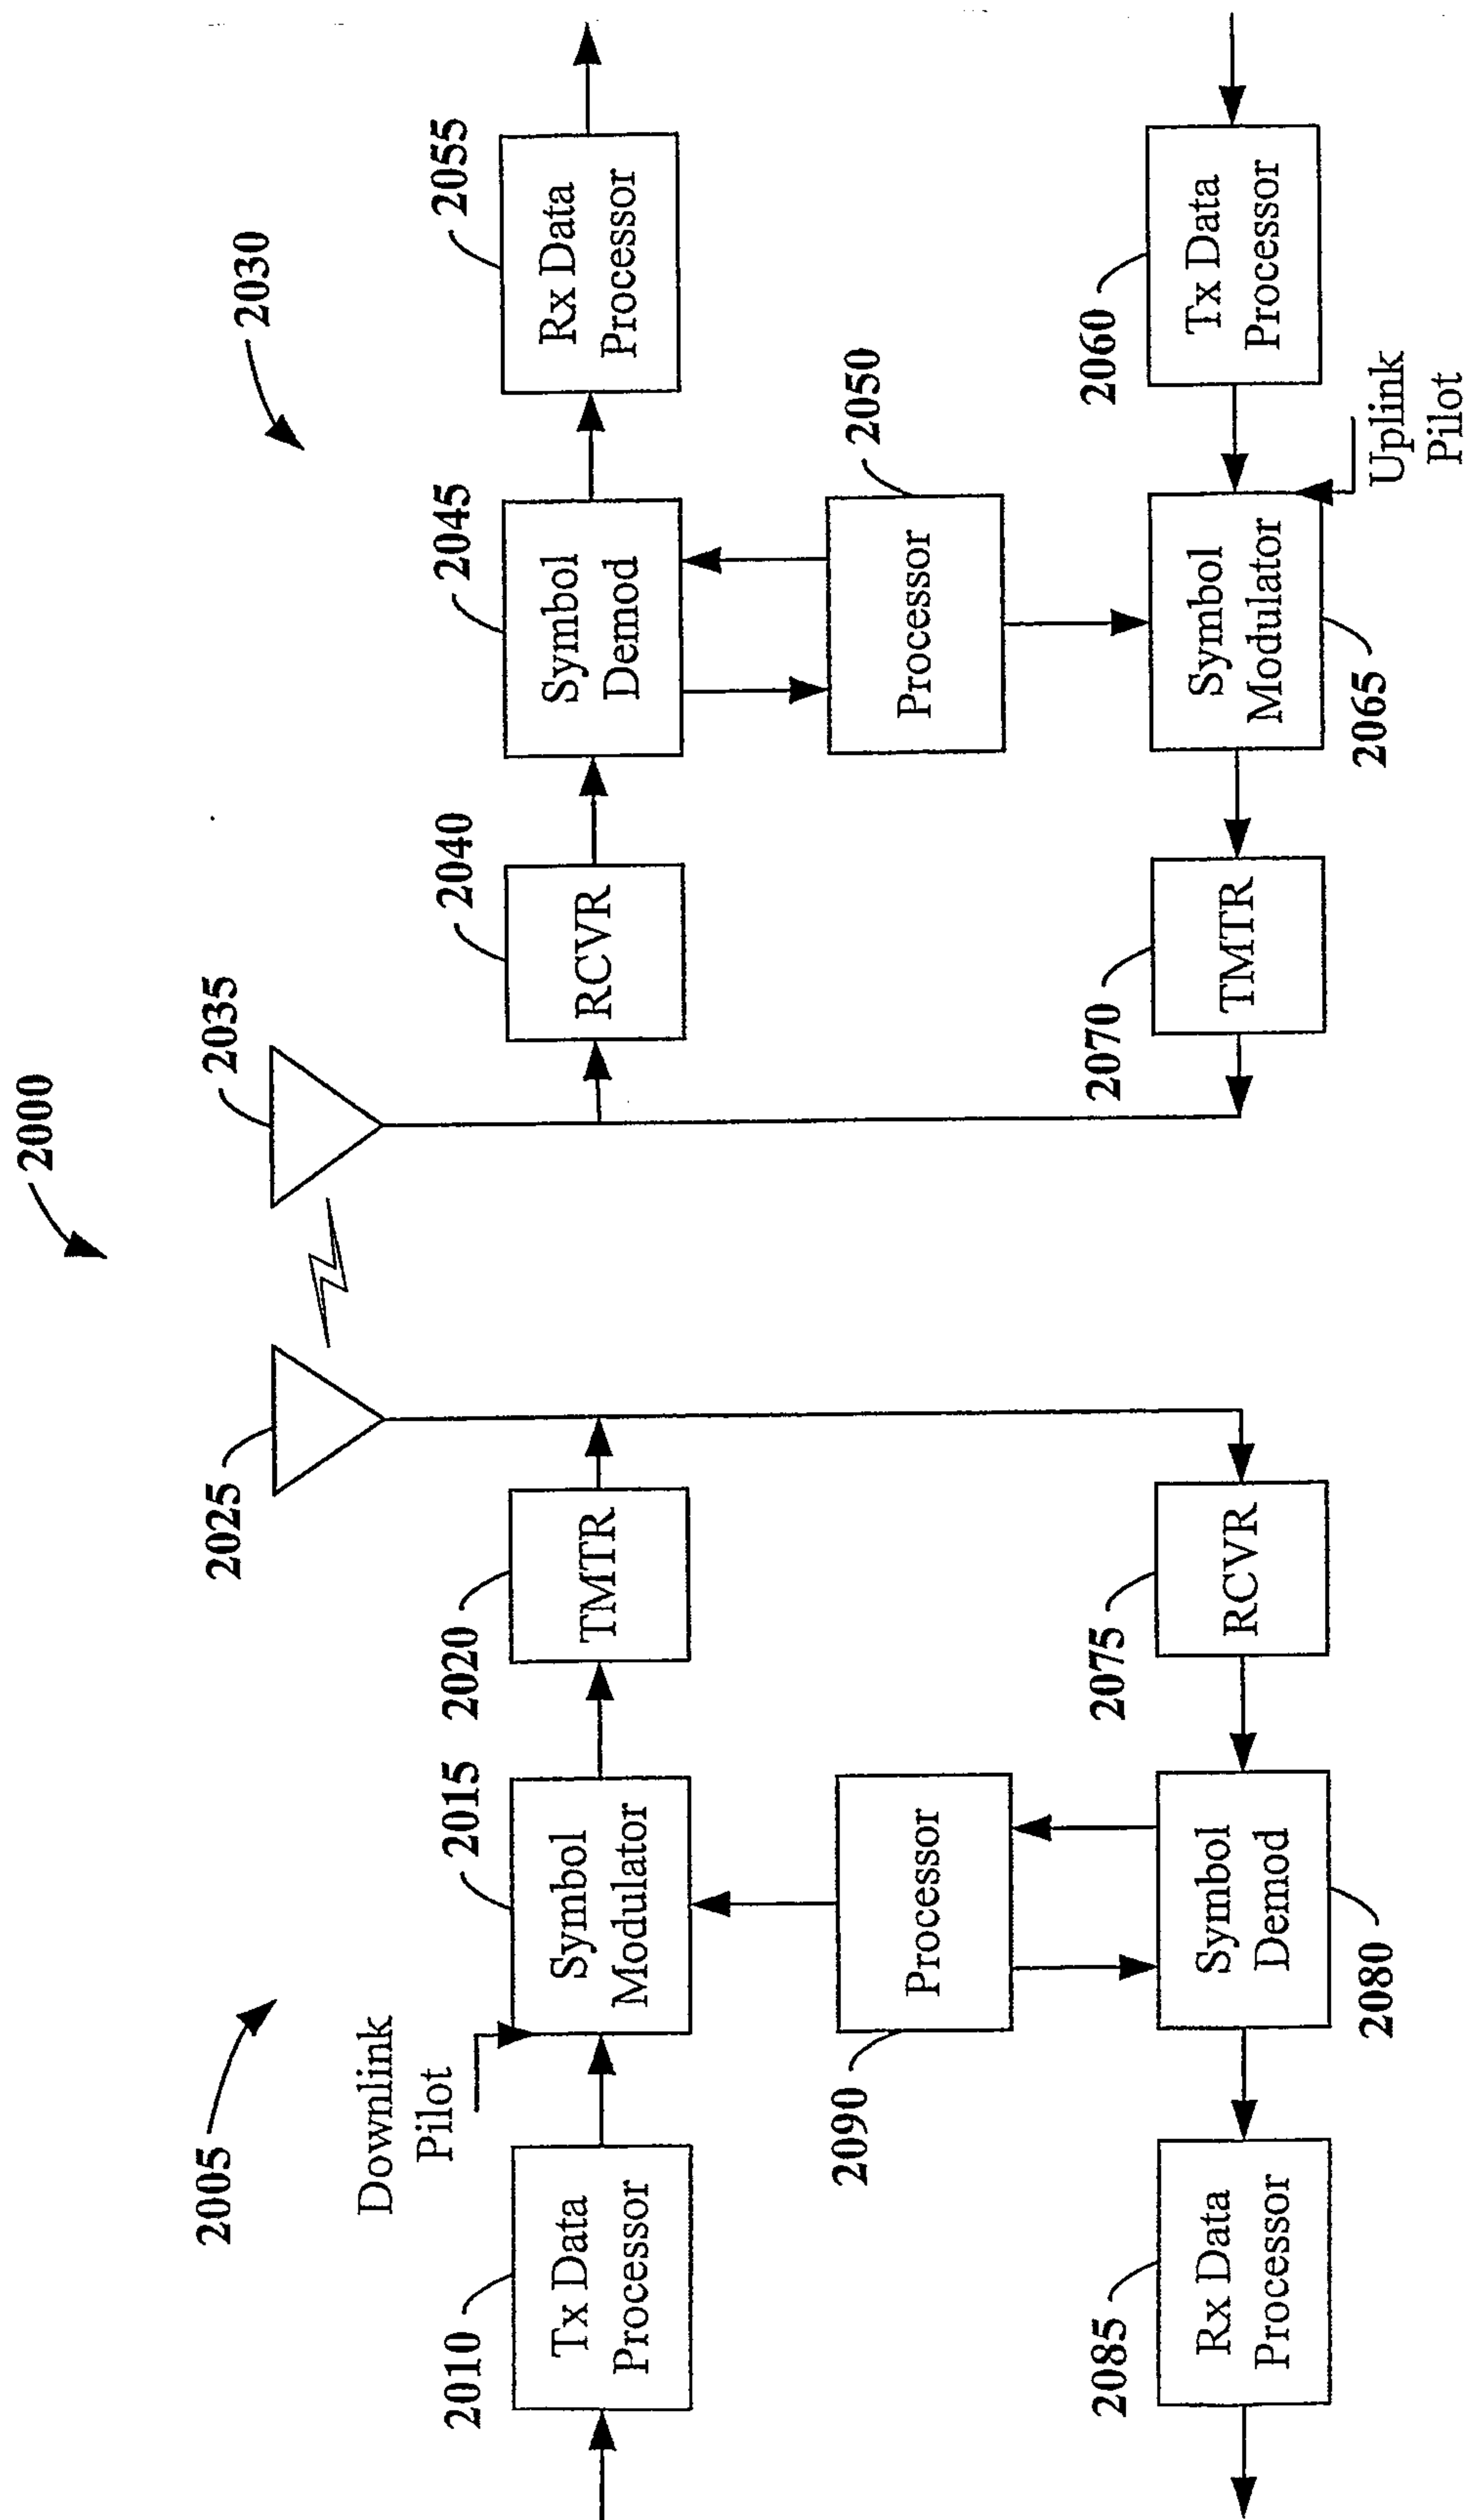 2000
2005
2030
2025
2035
Downlink
Pilot
2010
Tx Data
Processor
2015
Symbol
Modulator
2020
TMTR
2040
RCVR
2045
Symbol
Demod
2055
Rx Data
Processor
2090
Processor
2050
Processor
2085
Rx Data
Processor
2080
Symbol
Demod
2075
RCVR
2070
TMTR
2065
Symbol
Modulator
2060
Tx Data
Processor
Uplink
Pilot